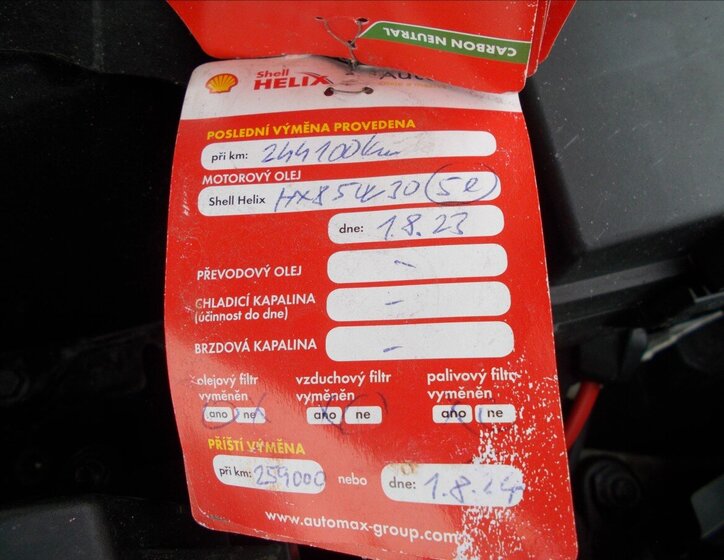 CARBON NEUTRAL
Shell
HELIX
POSLEDNÍ VÝMĚNA PROVEDENA
při km: 244100km
MOTOROVÝ OLEJ
Shell Helix HX8 5W30 5l
dne: 1.8.23
PŘEVODOVÝ OLEJ -
CHLADICÍ KAPALINA -
(účinnost do dne)
BRZDOVÁ KAPALINA -
olejový filtr vzduchový filtr palivový filtr
vyměněn vyměněn vyměněn
ano ne ano ne ano ne
PŘÍŠTÍ VÝMĚNA
při km: 259000 nebo dne: 1.8.24
www.automax-group.com